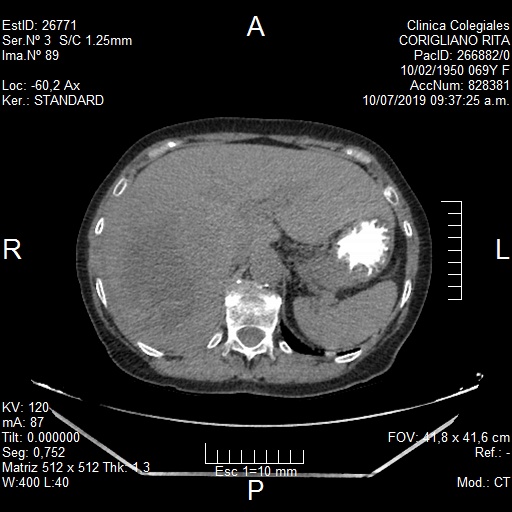 EstID: 26771
Ser.Nº 3 S/C 1.25mm
Ima.Nº 89
Loc: -60,2 Ax
Ker.: STANDARD
A
Clinica Colegiales
CORIGLIANO RITA
PacID: 266882/0
10/02/1950 069Y F
AccNum: 828381
10/07/2019 09:37:25 a.m.
R
L
KV: 120
mA: 87
Tilt: 0.000000
Seg: 0,752
Matriz 512 x 512 Thk: 1.3
W:400 L:40
Esc 1=10 mm
P
FOV: 41,8 x 41,6 cm
Ref.: -
Mod.: CT